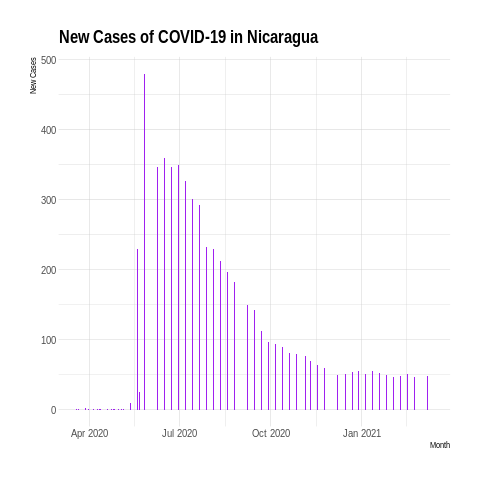 New Cases of COVID-19 in Nicaragua
New Cases
500
400
300
200
100
0
Apr 2020
Jul 2020
Oct 2020
Jan 2021
Month